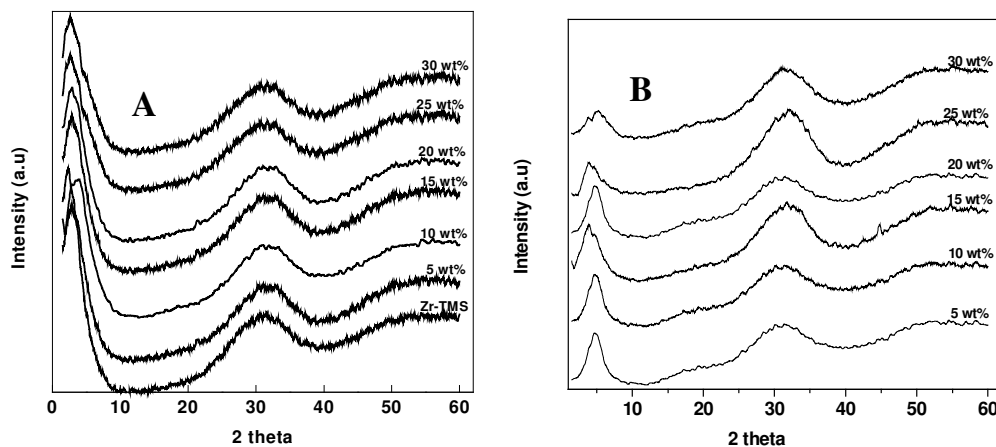 A
30 wt%
25 wt%
20 wt%
15 wt%
10 wt%
5 wt%
Zr-TMS
Intensity (a.u)
0 10 20 30 40 50 60
2 theta
B
30 wt%
25 wt%
20 wt%
15 wt%
10 wt%
5 wt%
Intensity (a.u)
10 20 30 40 50 60
2 theta